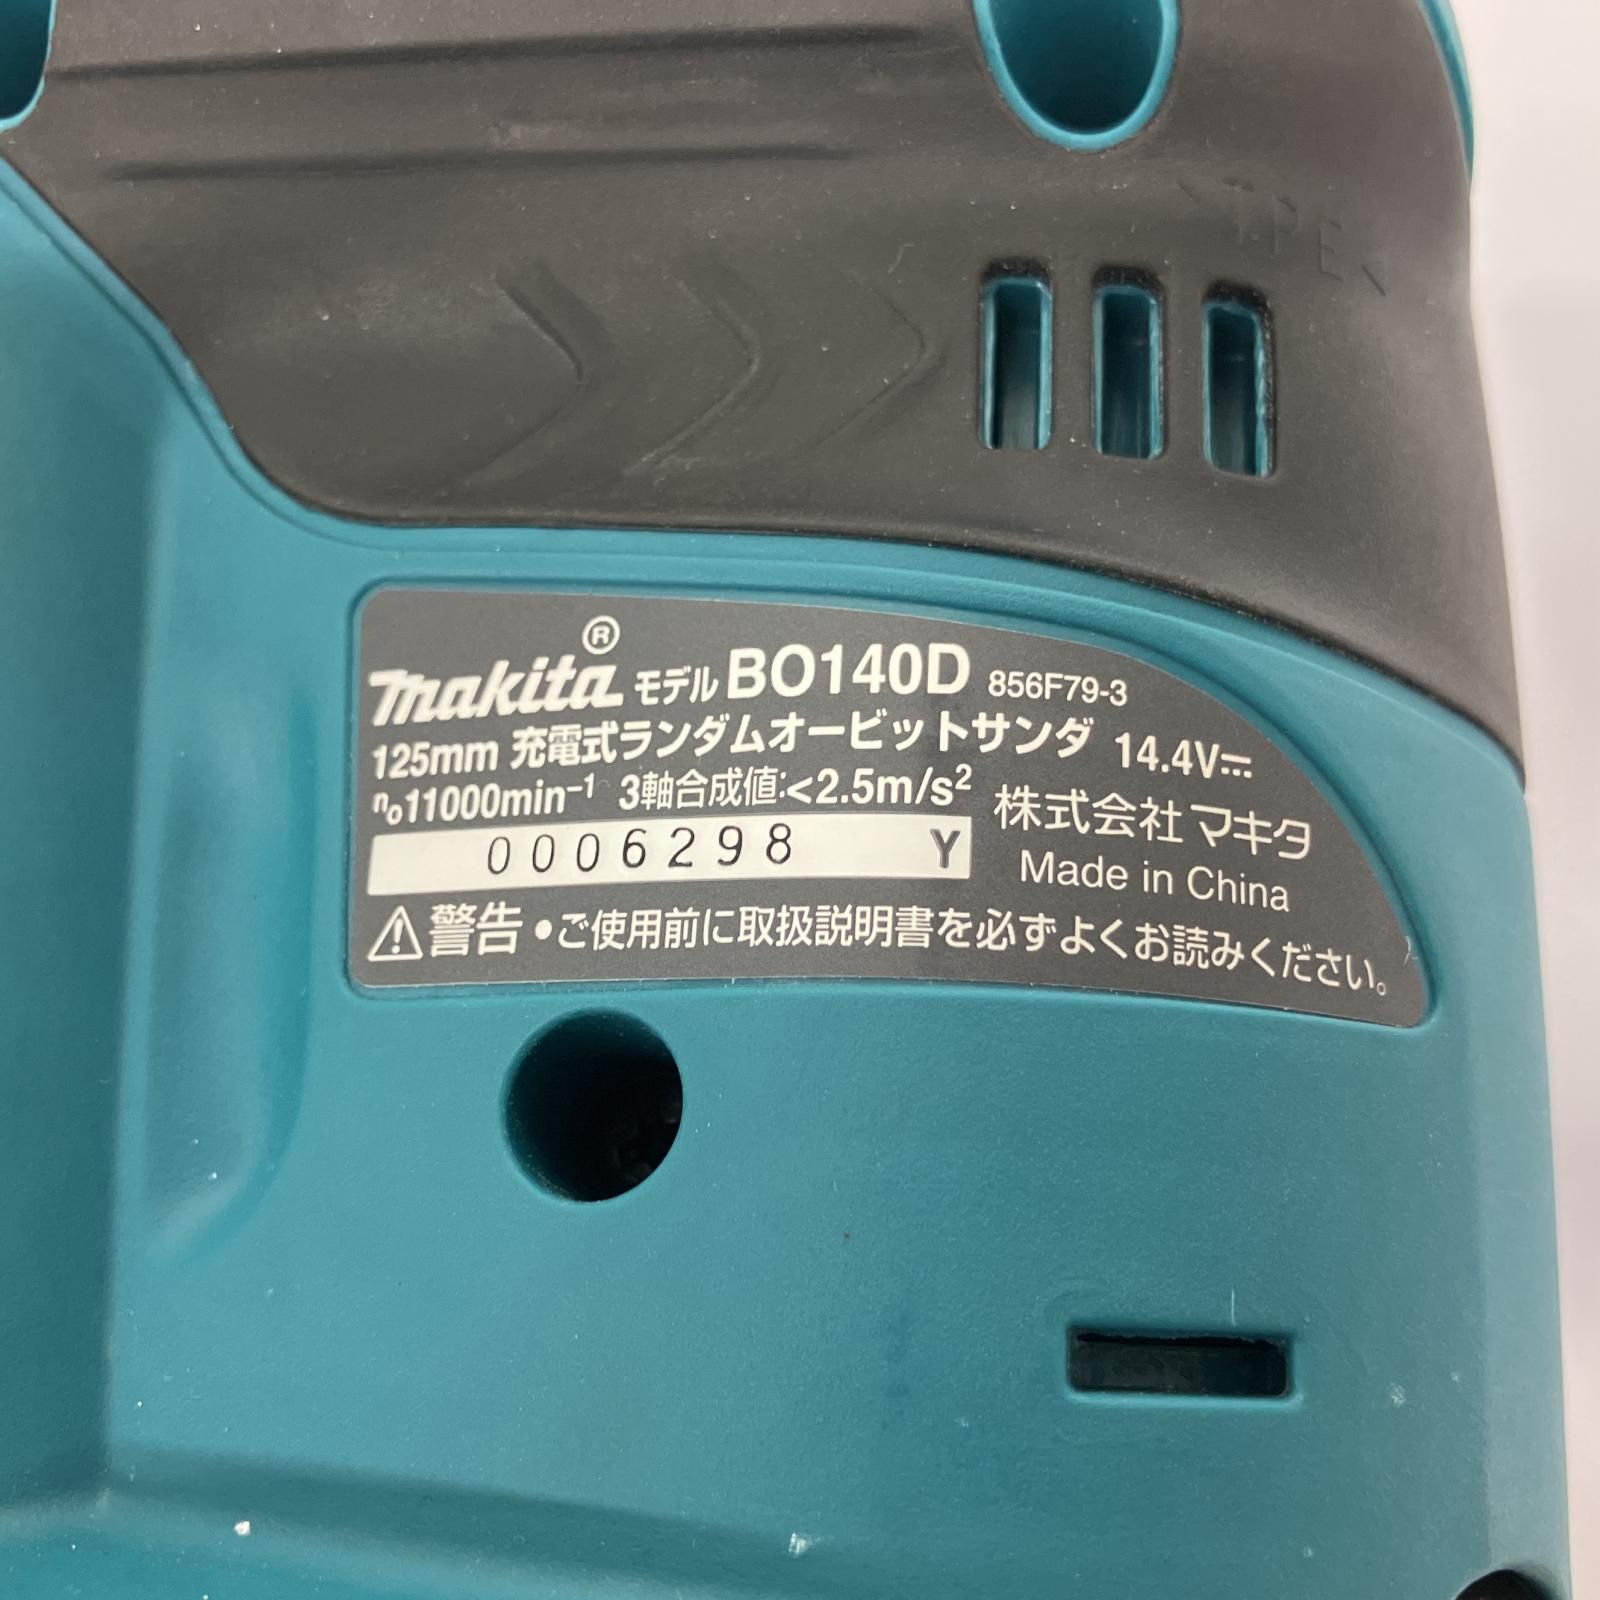 >TPE<
makita® モデル BO140D 856F79-3
125mm 充電式ランダムオービットサンダ 14.4V⎓
n₀11000min⁻¹ 3軸合成値:<2.5m/s²
株式会社マキタ
0006298 Y
Made in China
⚠警告 •ご使用前に取扱説明書を必ずよくお読みください。